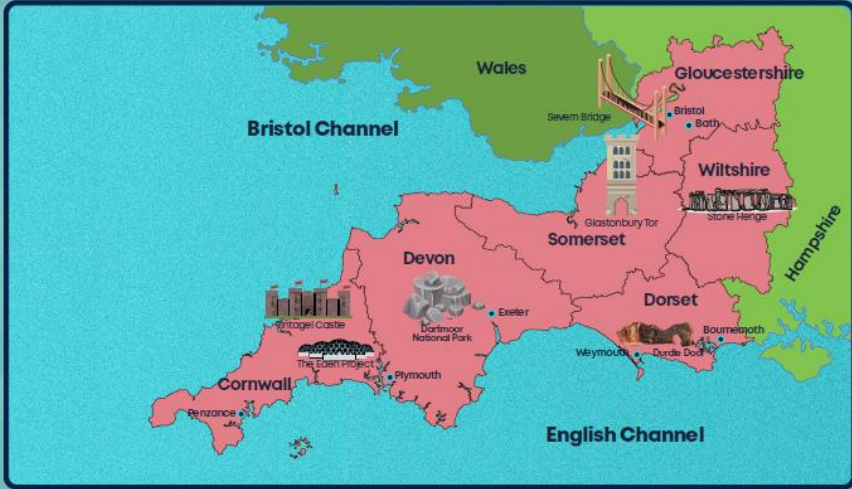 Wales
Gloucestershire
Severn Bridge
Bristol
Bath
Bristol Channel
Wiltshire
Stone Henge
Glastonbury Tor
Somerset
Hampshire
Devon
Dorset
Tintagel Castle
Exeter
Dartmoor
National Park
Bournemoth
Weymouth
Durdle Door
The Eden Project
Plymouth
Cornwall
Penzance
English Channel